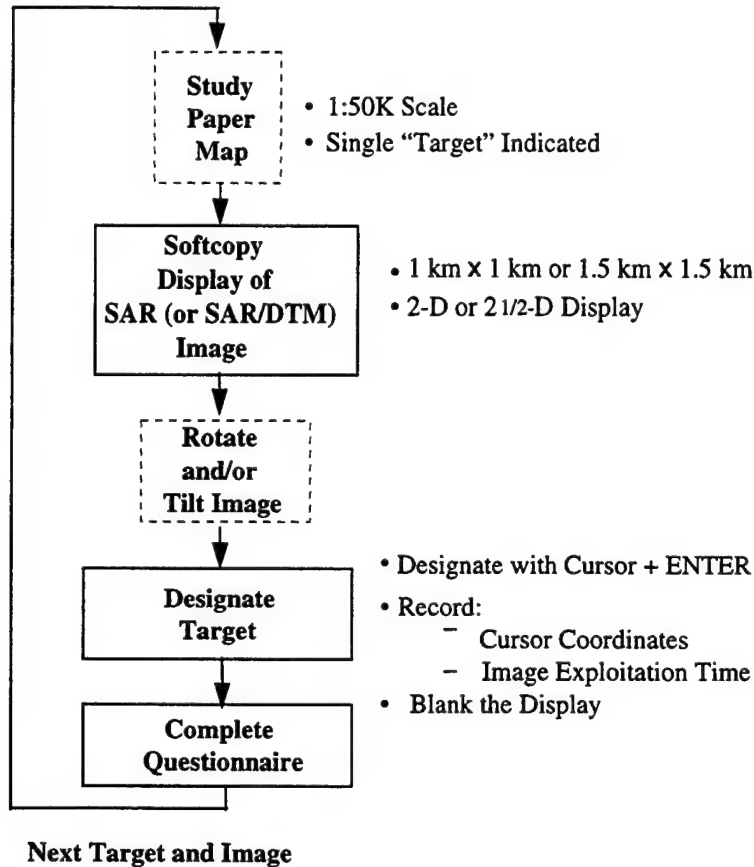 Study
Paper
Map
• 1:50K Scale
• Single “Target” Indicated
Softcopy
Display of
SAR (or SAR/DTM)
Image
• 1 km x 1 km or 1.5 km x 1.5 km
• 2-D or 2 1/2-D Display
Rotate
and/or
Tilt Image
Designate
Target
• Designate with Cursor + ENTER
• Record:
– Cursor Coordinates
– Image Exploitation Time
• Blank the Display
Complete
Questionnaire
Next Target and Image